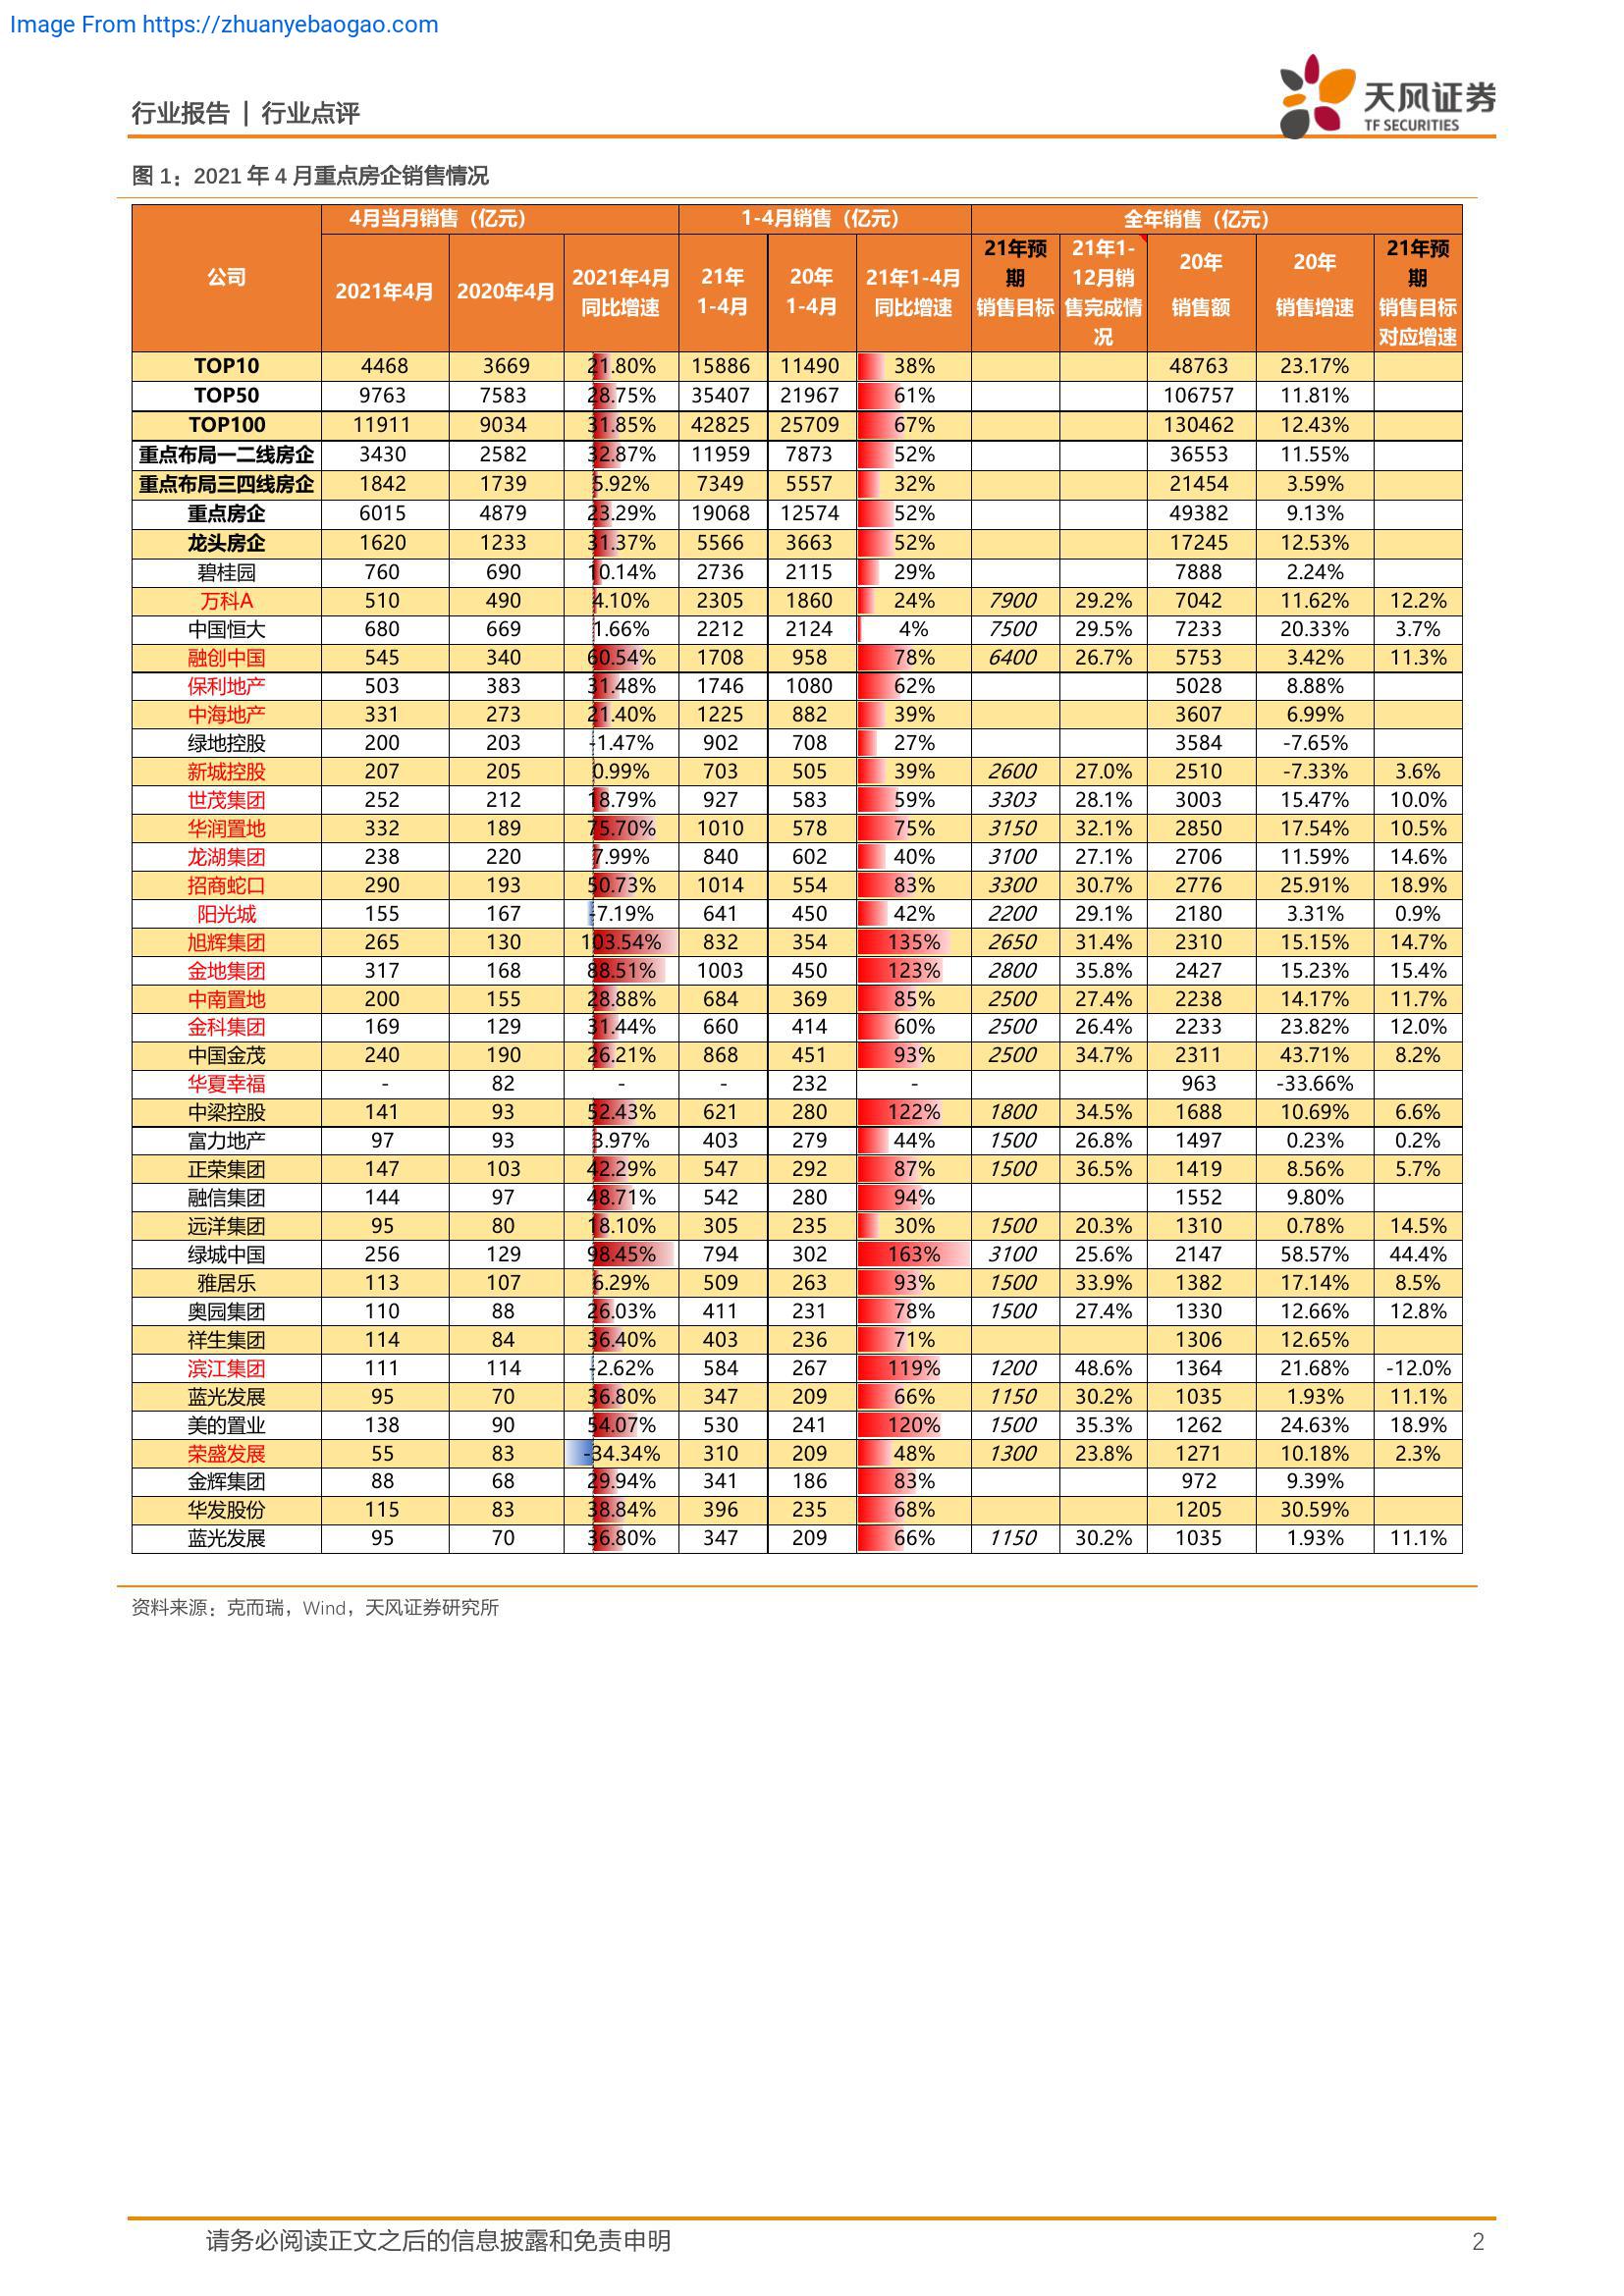 Image From https://zhuanyebaogao.com
行业报告 | 行业点评
天风证券
TF SECURITIES
图 1：2021 年 4 月重点房企销售情况
公司 4月当月销售（亿元） 1-4月销售（亿元） 全年销售（亿元）
2021年4月 2020年4月 2021年4月同比增速 21年1-4月 20年1-4月 21年1-4月同比增速 21年预期销售目标 21年1-12月销售完成情况 20年销售额 20年销售增速 21年预期销售目标对应增速
TOP10 4468 3669 21.80% 15886 11490 38% 48763 23.17%
TOP50 9763 7583 28.75% 35407 21967 61% 106757 11.81%
TOP100 11911 9034 31.85% 42825 25709 67% 130462 12.43%
重点布局一二线房企 3430 2582 32.87% 11959 7873 52% 36553 11.55%
重点布局三四线房企 1842 1739 5.92% 7349 5557 32% 21454 3.59%
重点房企 6015 4879 23.29% 19068 12574 52% 49382 9.13%
龙头房企 1620 1233 31.37% 5566 3663 52% 17245 12.53%
碧桂园 760 690 10.14% 2736 2115 29% 7888 2.24%
万科A 510 490 4.10% 2305 1860 24% 7900 29.2% 7042 11.62% 12.2%
中国恒大 680 669 1.66% 2212 2124 4% 7500 29.5% 7233 20.33% 3.7%
融创中国 545 340 60.54% 1708 958 78% 6400 26.7% 5753 3.42% 11.3%
保利地产 503 383 31.48% 1746 1080 62% 5028 8.88%
中海地产 331 273 21.40% 1225 882 39% 3607 6.99%
绿地控股 200 203 -1.47% 902 708 27% 3584 -7.65%
新城控股 207 205 0.99% 703 505 39% 2600 27.0% 2510 -7.33% 3.6%
世茂集团 252 212 18.79% 927 583 59% 3303 28.1% 3003 15.47% 10.0%
华润置地 332 189 75.70% 1010 578 75% 3150 32.1% 2850 17.54% 10.5%
龙湖集团 238 220 7.99% 840 602 40% 3100 27.1% 2706 11.59% 14.6%
招商蛇口 290 193 50.73% 1014 554 83% 3300 30.7% 2776 25.91% 18.9%
阳光城 155 167 -7.19% 641 450 42% 2200 29.1% 2180 3.31% 0.9%
旭辉集团 265 130 103.54% 832 354 135% 2650 31.4% 2310 15.15% 14.7%
金地集团 317 168 88.51% 1003 450 123% 2800 35.8% 2427 15.23% 15.4%
中南置地 200 155 28.88% 684 369 85% 2500 27.4% 2238 14.17% 11.7%
金科集团 169 129 31.44% 660 414 60% 2500 26.4% 2233 23.82% 12.0%
中国金茂 240 190 26.21% 868 451 93% 2500 34.7% 2311 43.71% 8.2%
华夏幸福 - 82 - - 232 - 963 -33.66%
中梁控股 141 93 52.43% 621 280 122% 1800 34.5% 1688 10.69% 6.6%
富力地产 97 93 3.97% 403 279 44% 1500 26.8% 1497 0.23% 0.2%
正荣集团 147 103 42.29% 547 292 87% 1500 36.5% 1419 8.56% 5.7%
融信集团 144 97 48.71% 542 280 94% 1552 9.80%
远洋集团 95 80 18.10% 305 235 30% 1500 20.3% 1310 0.78% 14.5%
绿城中国 256 129 98.45% 794 302 163% 3100 25.6% 2147 58.57% 44.4%
雅居乐 113 107 6.29% 509 263 93% 1500 33.9% 1382 17.14% 8.5%
奥园集团 110 88 26.03% 411 231 78% 1500 27.4% 1330 12.66% 12.8%
祥生集团 114 84 36.40% 403 236 71% 1306 12.65%
滨江集团 111 114 -2.62% 584 267 119% 1200 48.6% 1364 21.68% -12.0%
蓝光发展 95 70 36.80% 347 209 66% 1150 30.2% 1035 1.93% 11.1%
美的置业 138 90 54.07% 530 241 120% 1500 35.3% 1262 24.63% 18.9%
荣盛发展 55 83 -34.34% 310 209 48% 1300 23.8% 1271 10.18% 2.3%
金辉集团 88 68 29.94% 341 186 83% 972 9.39%
华发股份 115 83 38.84% 396 235 68% 1205 30.59%
蓝光发展 95 70 36.80% 347 209 66% 1150 30.2% 1035 1.93% 11.1%
资料来源：克而瑞，Wind，天风证券研究所
请务必阅读正文之后的信息披露和免责申明 2